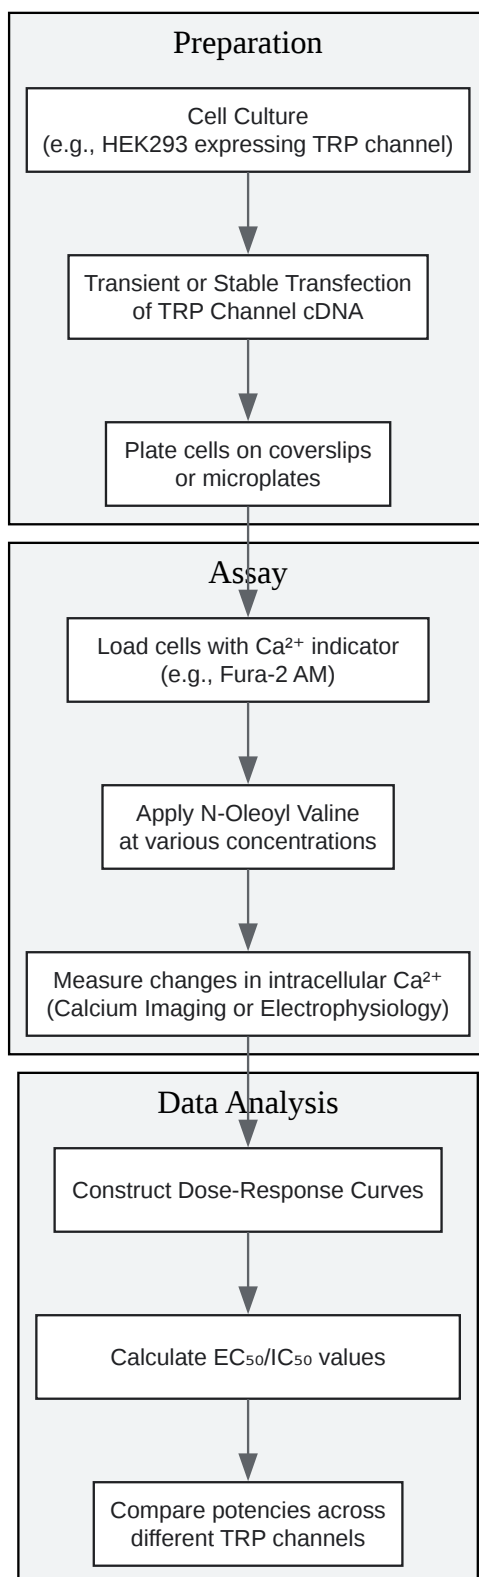 Preparation
Cell Culture
(e.g., HEK293 expressing TRP channel)
Transient or Stable Transfection
of TRP Channel cDNA
Plate cells on coverslips
or microplates
Assay
Load cells with Ca²⁺ indicator
(e.g., Fura-2 AM)
Apply N-Oleoyl Valine
at various concentrations
Measure changes in intracellular Ca²⁺
(Calcium Imaging or Electrophysiology)
Data Analysis
Construct Dose-Response Curves
Calculate EC₅₀/IC₅₀ values
Compare potencies across
different TRP channels